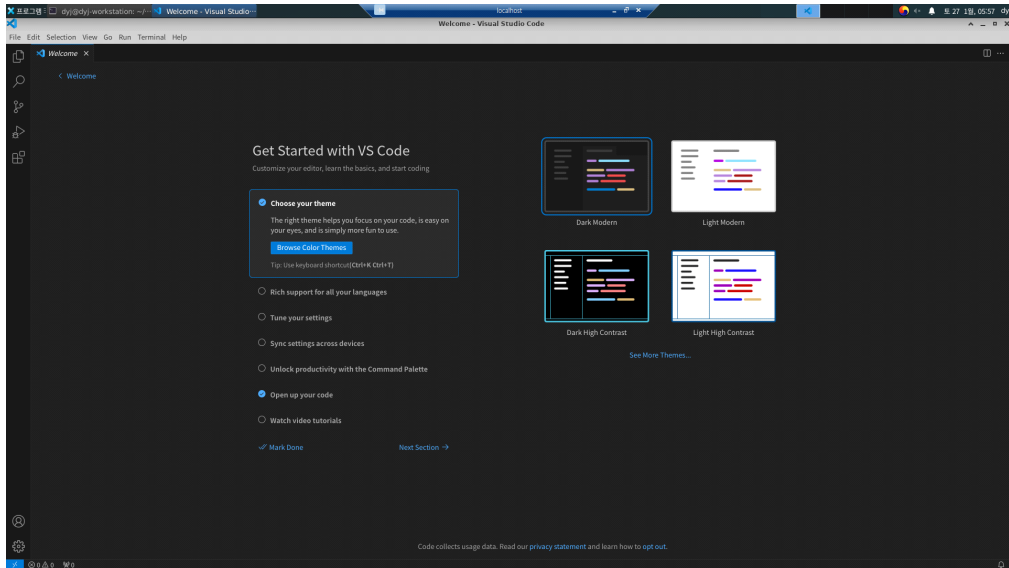 프로그램 dyj@dyj-workstation: ~/··· Welcome - Visual Studio··· localhost 토 27 1월, 05:57 dy
Welcome - Visual Studio Code
File Edit Selection View Go Run Terminal Help
Welcome
Welcome
Get Started with VS Code
Customize your editor, learn the basics, and start coding
Choose your theme
The right theme helps you focus on your code, is easy on
your eyes, and is simply more fun to use.
Browse Color Themes
Tip: Use keyboard shortcut(Ctrl+K Ctrl+T)
Rich support for all your languages
Tune your settings
Sync settings across devices
Unlock productivity with the Command Palette
Open up your code
Watch video tutorials
Mark Done Next Section →
Dark Modern Light Modern
Dark High Contrast Light High Contrast
See More Themes...
Code collects usage data. Read our privacy statement and learn how to opt out.
0 0 0